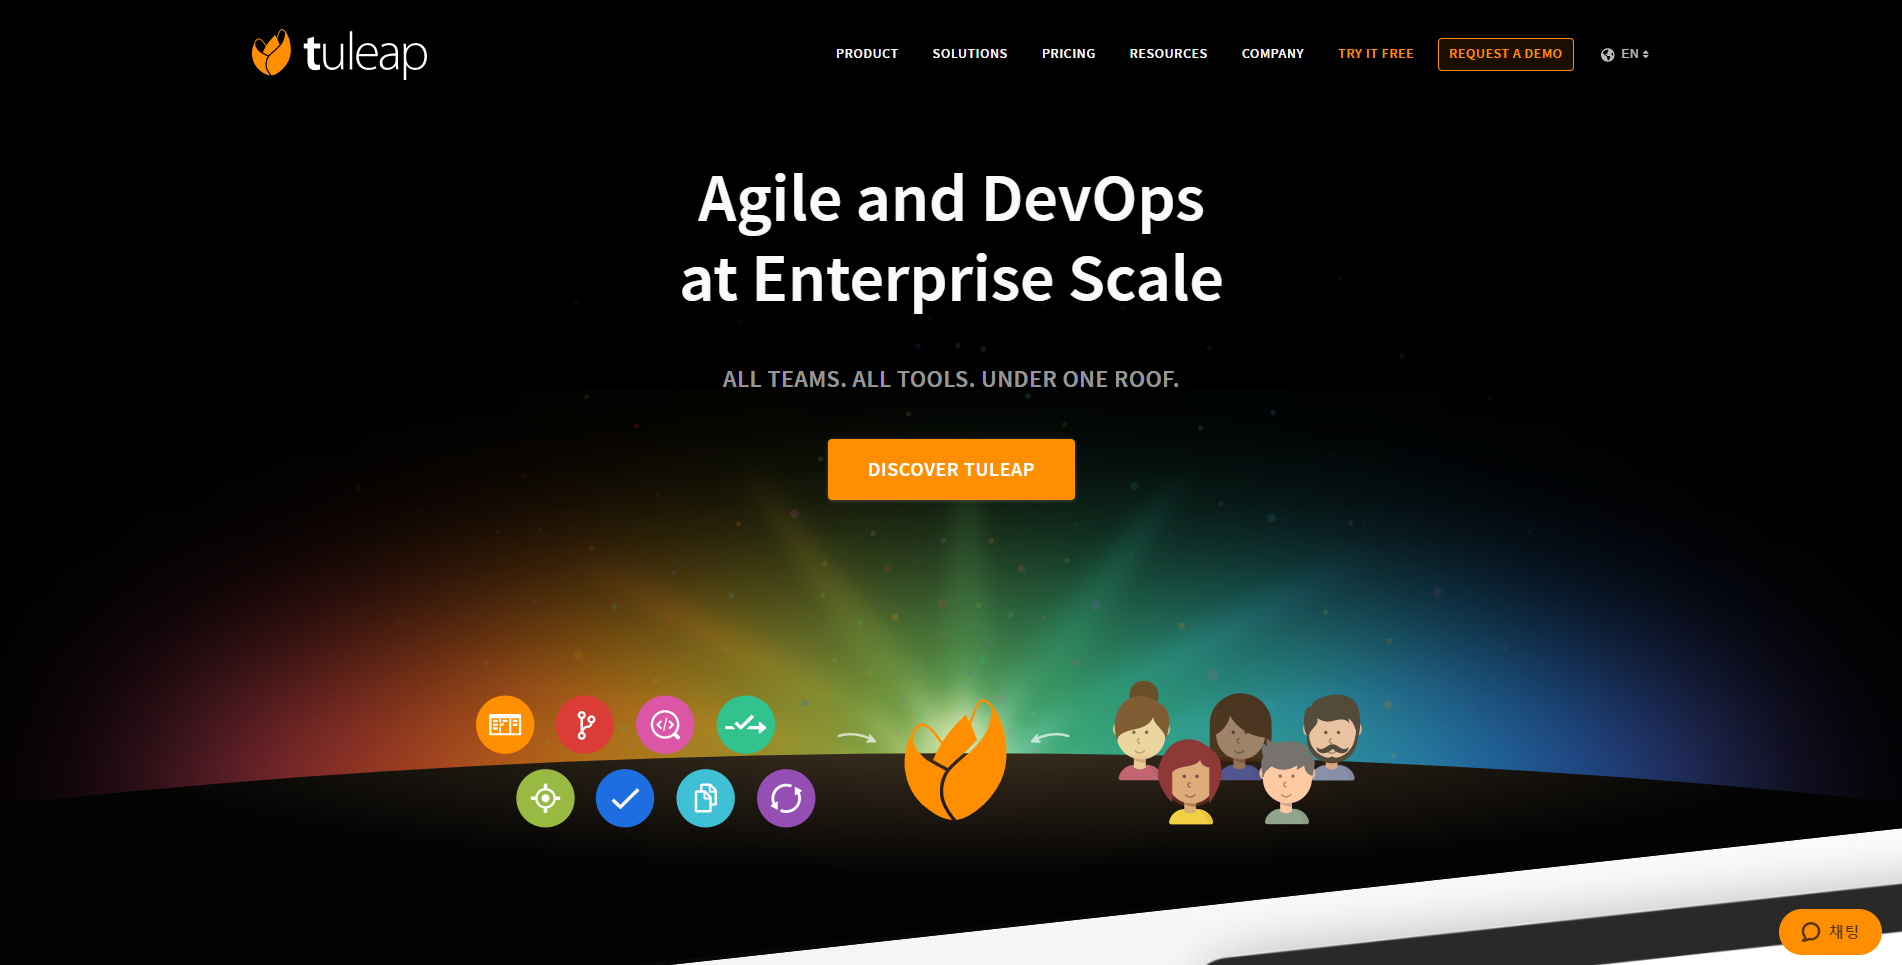 tuleap
PRODUCT SOLUTIONS PRICING RESOURCES COMPANY TRY IT FREE REQUEST A DEMO EN
Agile and DevOps
at Enterprise Scale
ALL TEAMS. ALL TOOLS. UNDER ONE ROOF.
DISCOVER TULEAP
채팅